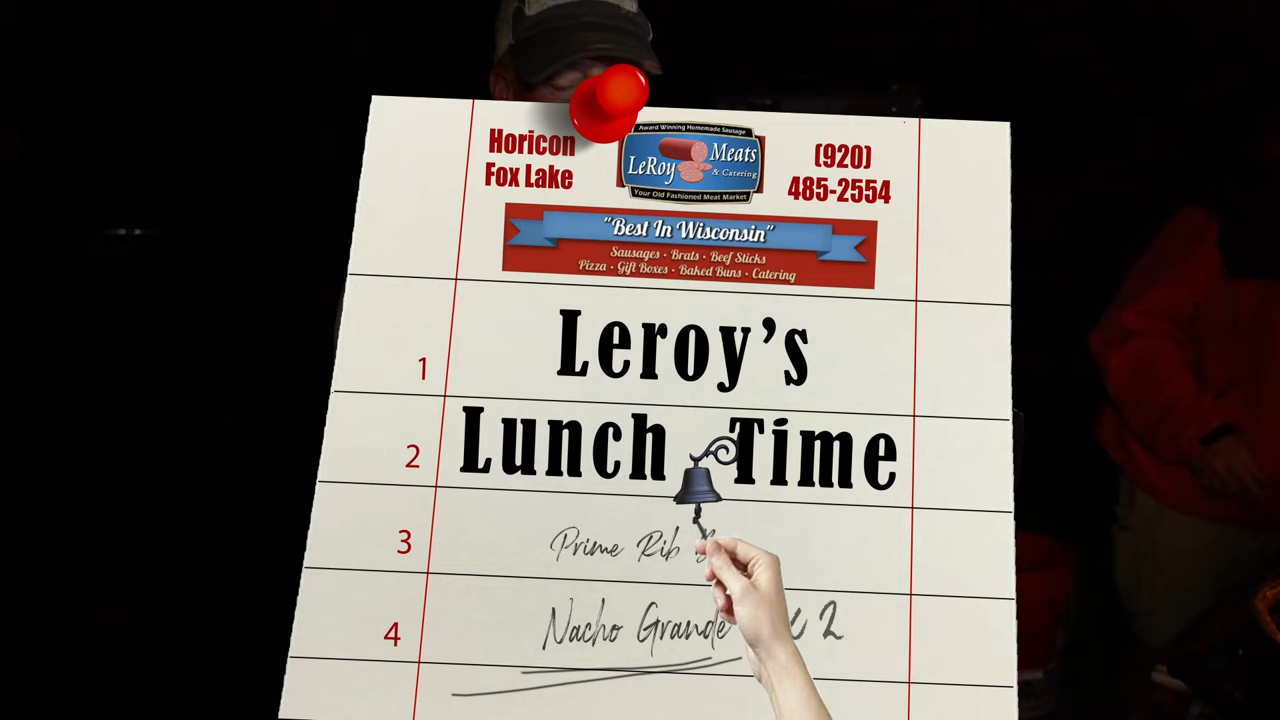 Horicon
Fox Lake
Award Winning Homemade Sausage
LeRoy Meats
& Catering
Your Old Fashioned Meat Market
(920)
485-2554
"Best In Wisconsin"
Sausages • Brats • Beef Sticks
Pizza • Gift Boxes • Baked Buns • Catering
1 Leroy's
2 Lunch Time
3 Prime Rib
4 Nacho Grande 2